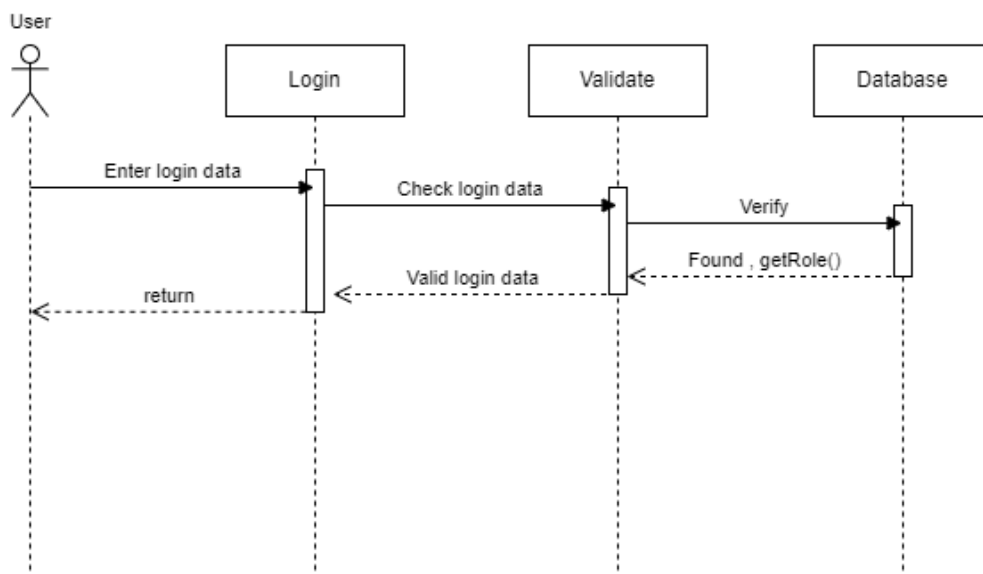 User
Login
Validate
Database
Enter login data
Check login data
Verify
Found , getRole()
Valid login data
return